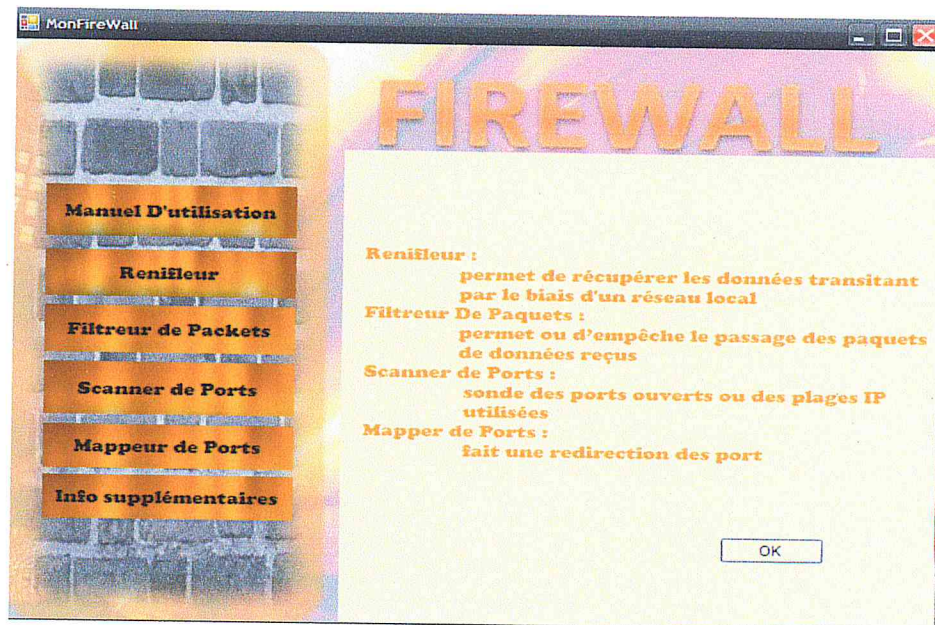 MonFireWall
FIREWALL
Manuel D'utilisation
Renifleur
Filtreur de Packets
Scanner de Ports
Mappeur de Ports
Info supplémentaires
Renifleur :
permet de récupérer les données transitant
par le biais d'un réseau local
Filtreur De Paquets :
permet ou d'empêche le passage des paquets
de données reçus
Scanner de Ports :
sonde des ports ouverts ou des plages IP
utilisées
Mapper de Ports :
fait une redirection des port
OK